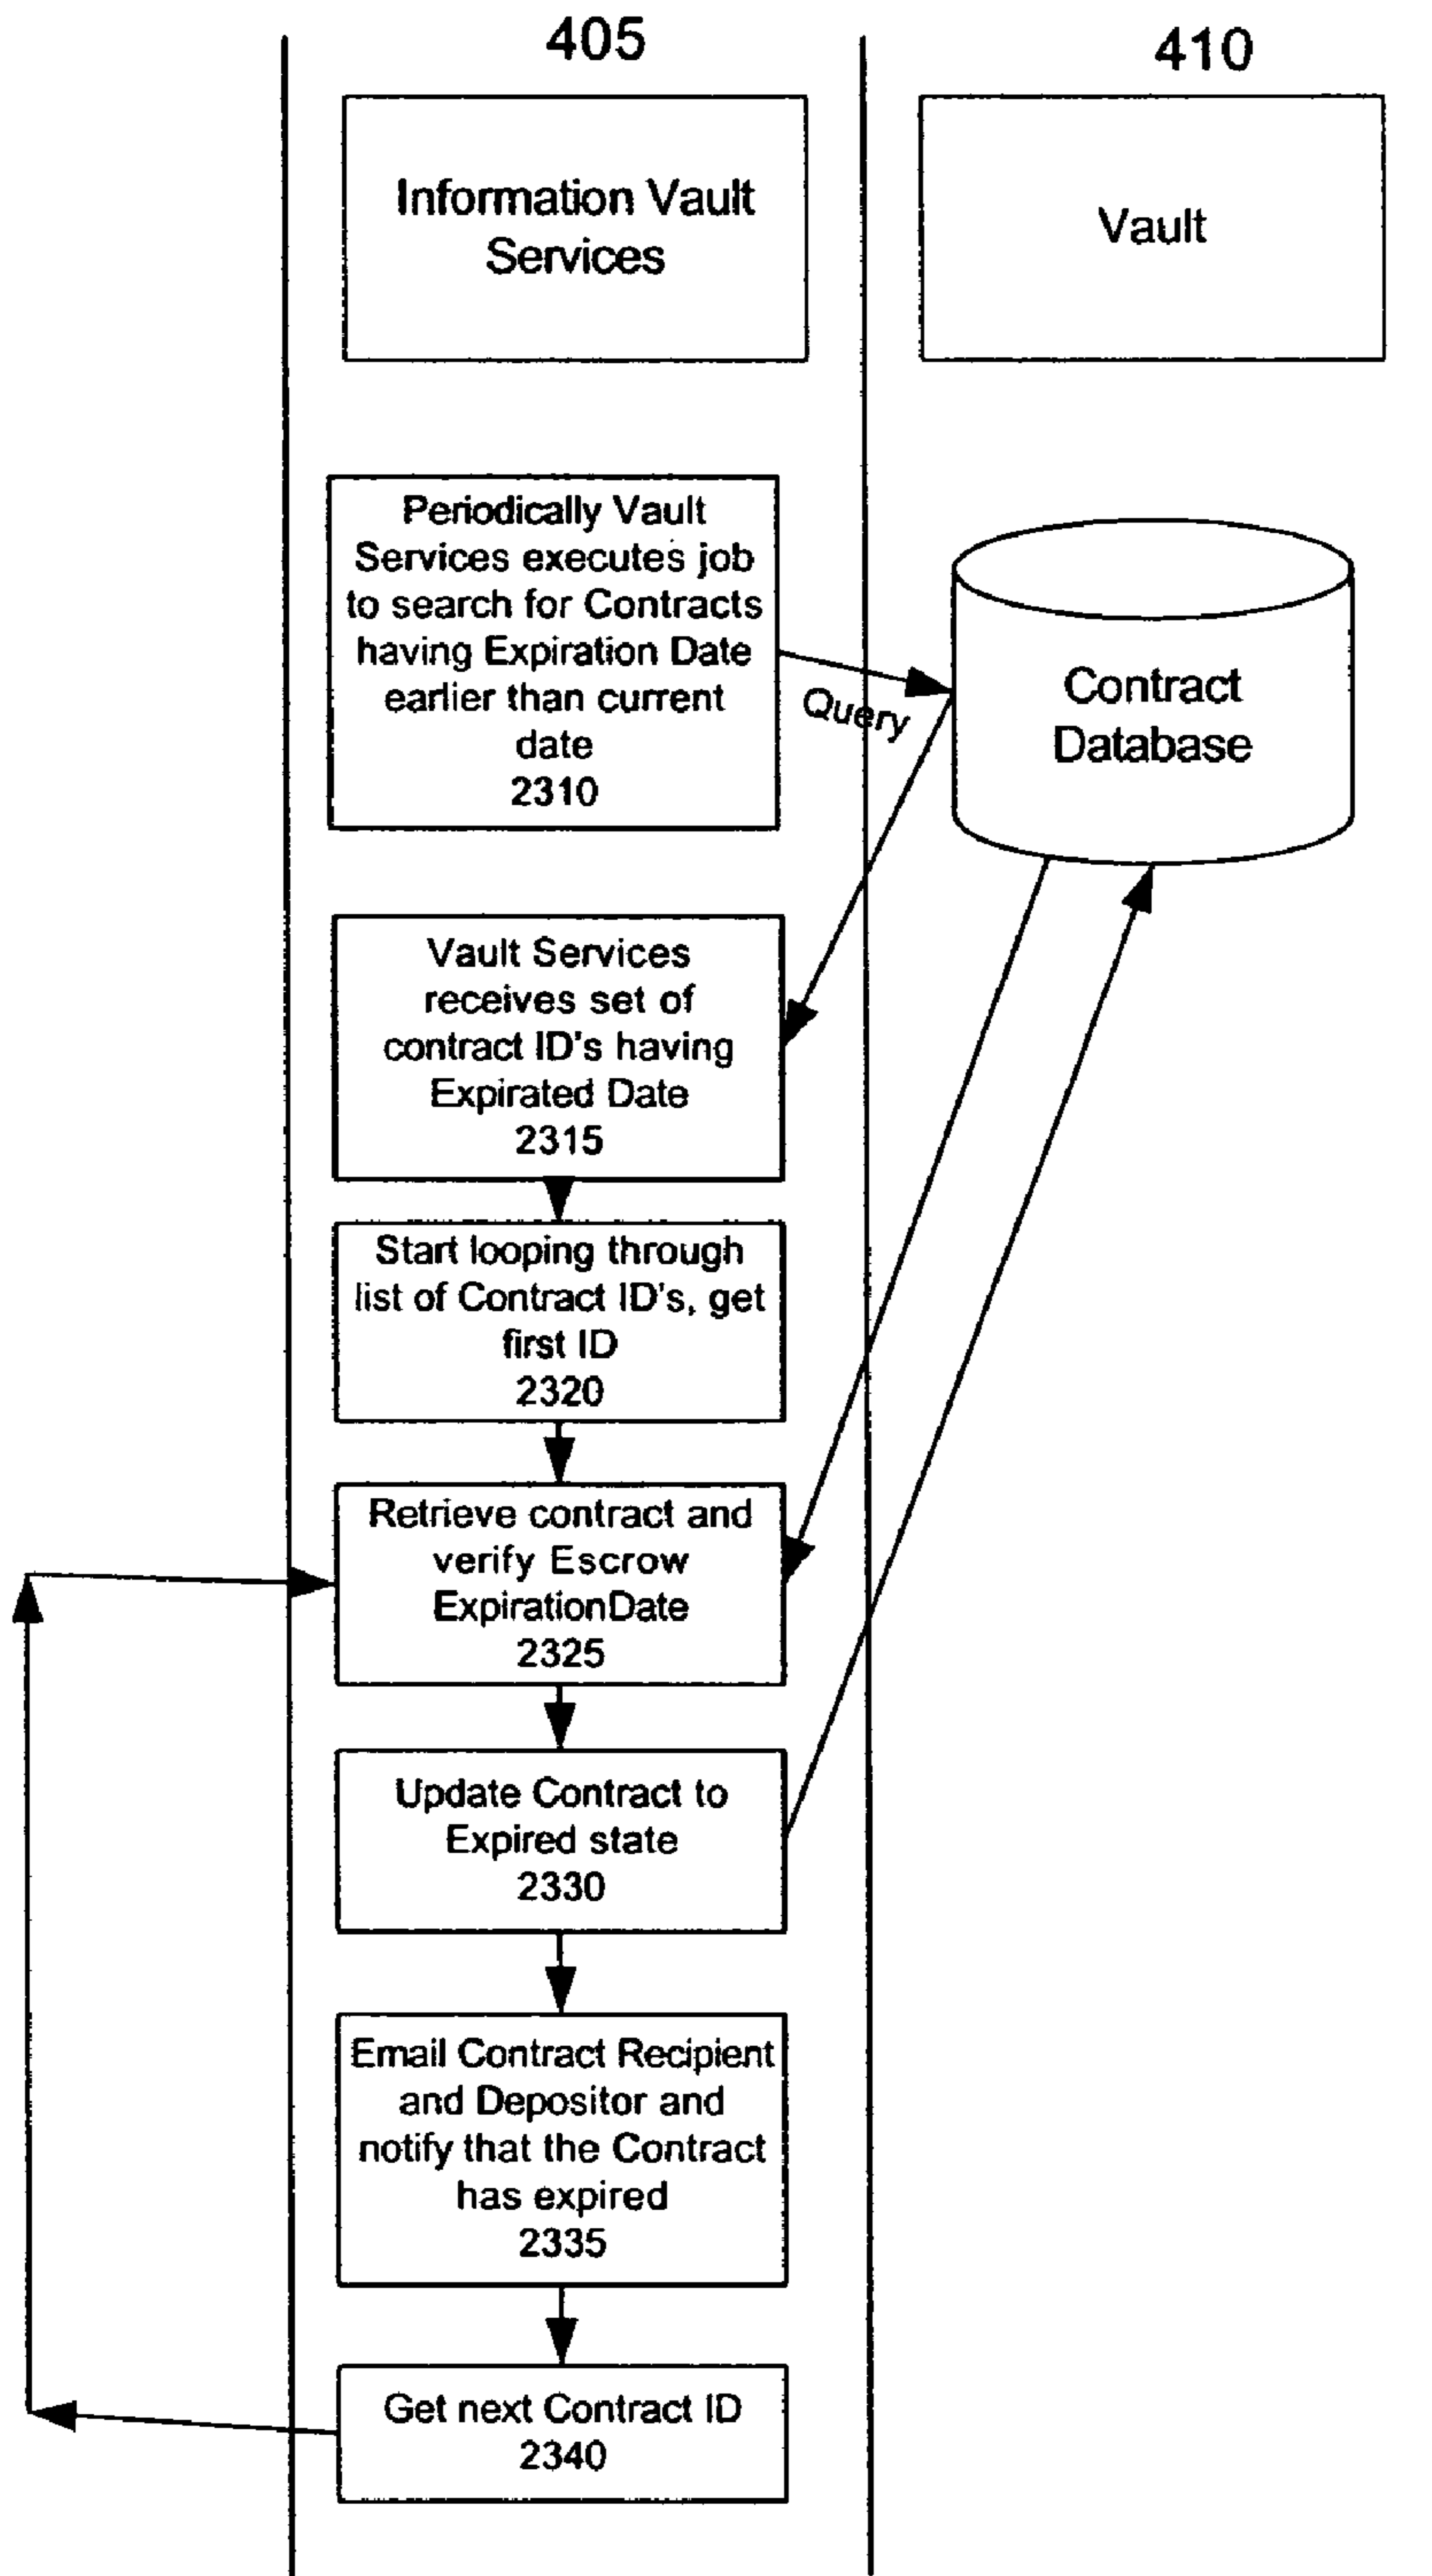 405
410
Information Vault
Services
Vault
Periodically Vault
Services executes job
to search for Contracts
having Expiration Date
earlier than current
date
2310
Query
Contract
Database
Vault Services
receives set of
contract ID's having
Expirated Date
2315
Start looping through
list of Contract ID's, get
first ID
2320
Retrieve contract and
verify Escrow
ExpirationDate
2325
Update Contract to
Expired state
2330
Email Contract Recipient
and Depositor and
notify that the Contract
has expired
2335
Get next Contract ID
2340